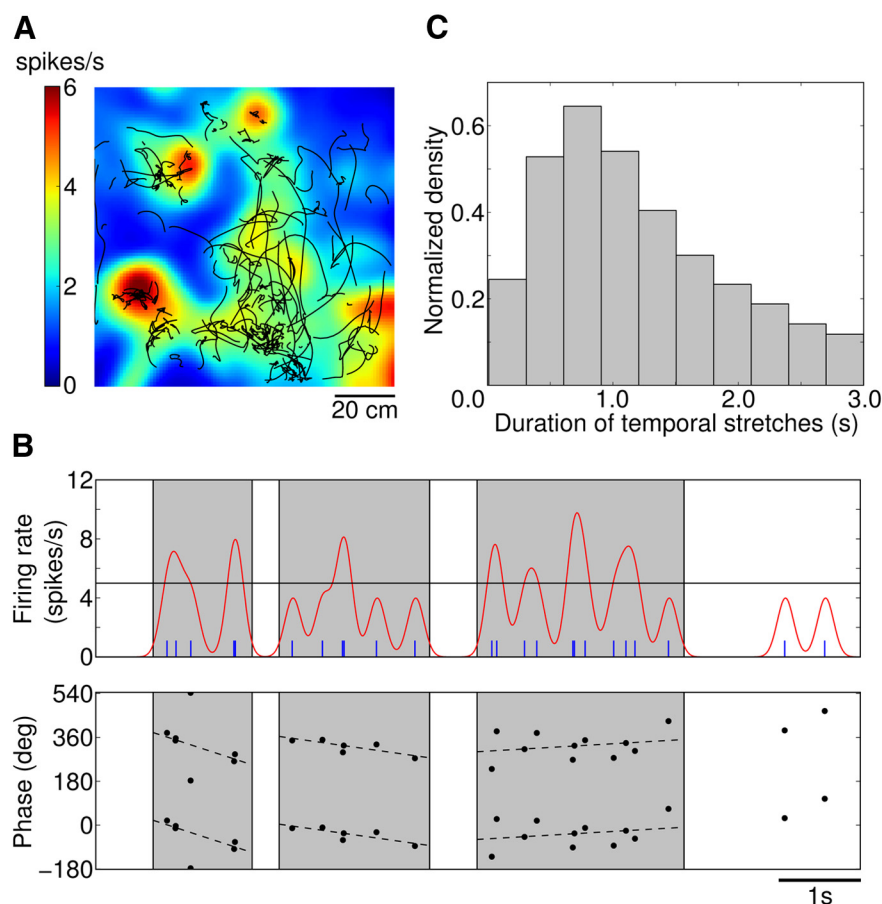 A
spikes/s
6
4
2
0
20 cm
C
Normalized density
0.6
0.4
0.2
0.0
1.0
2.0
3.0
Duration of temporal stretches (s)
B
Firing rate
(spikes/s)
12
8
4
0
Phase (deg)
540
360
180
0
−180
1s